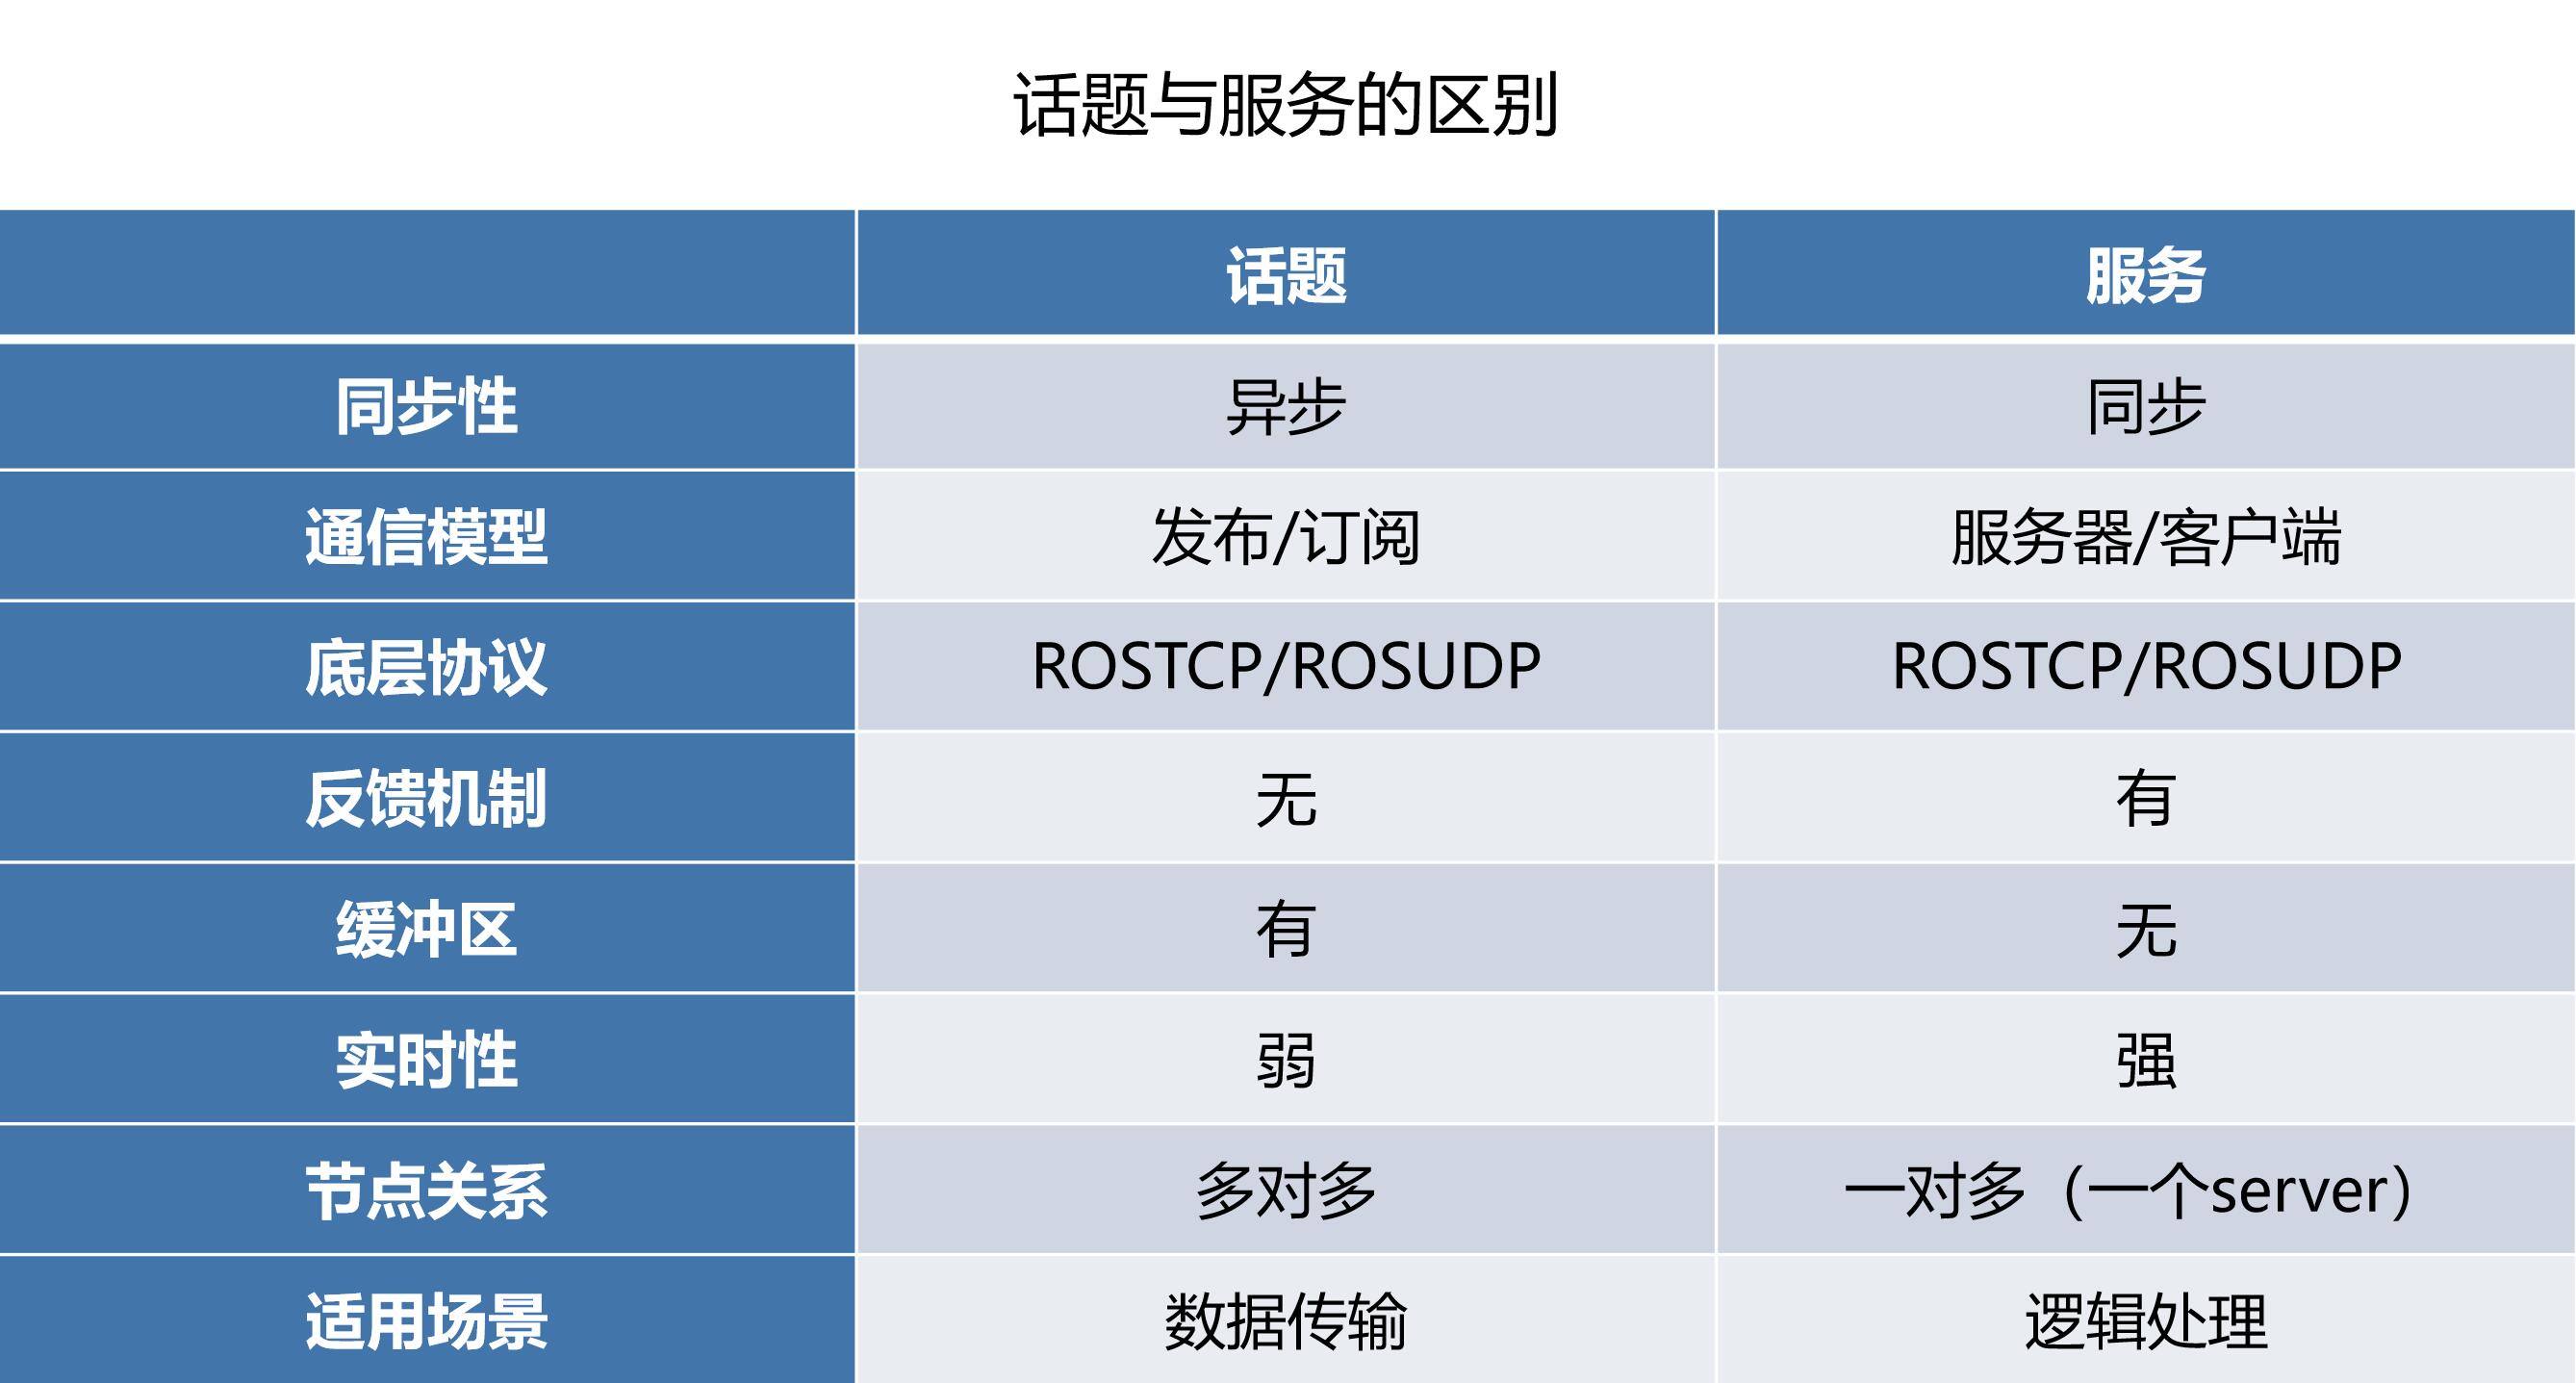 话题与服务的区别
话题 服务
同步性 异步 同步
通信模型 发布/订阅 服务器/客户端
底层协议 ROSTCP/ROSUDP ROSTCP/ROSUDP
反馈机制 无 有
缓冲区 有 无
实时性 弱 强
节点关系 多对多 一对多（一个server）
适用场景 数据传输 逻辑处理